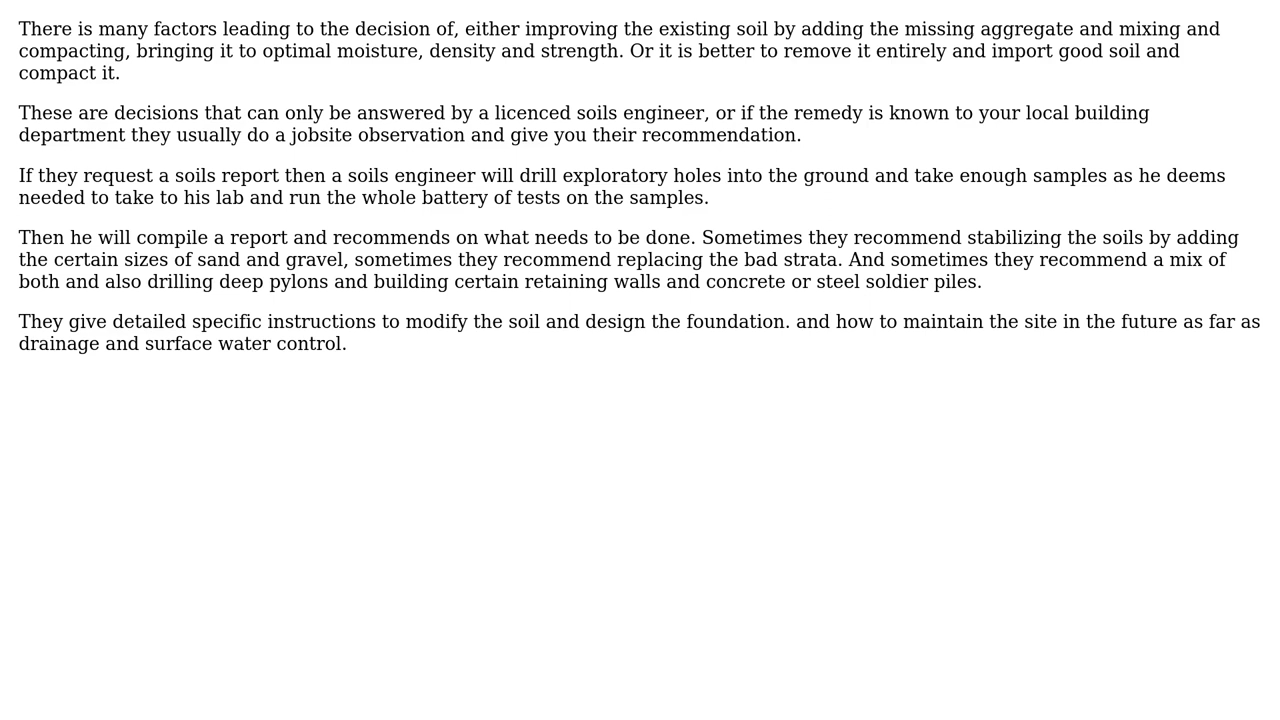 There is many factors leading to the decision of, either improving the existing soil by adding the missing aggregate and mixing and
compacting, bringing it to optimal moisture, density and strength. Or it is better to remove it entirely and import good soil and
compact it.
These are decisions that can only be answered by a licenced soils engineer, or if the remedy is known to your local building
department they usually do a jobsite observation and give you their recommendation.
If they request a soils report then a soils engineer will drill exploratory holes into the ground and take enough samples as he deems
needed to take to his lab and run the whole battery of tests on the samples.
Then he will compile a report and recommends on what needs to be done. Sometimes they recommend stabilizing the soils by adding
the certain sizes of sand and gravel, sometimes they recommend replacing the bad strata. And sometimes they recommend a mix of
both and also drilling deep pylons and building certain retaining walls and concrete or steel soldier piles.
They give detailed specific instructions to modify the soil and design the foundation. and how to maintain the site in the future as far as
drainage and surface water control.